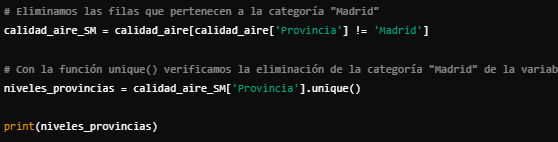 # Eliminamos las filas que pertenecen a la categoría "Madrid"
calidad_aire_SM = calidad_aire[calidad_aire['Provincia'] != 'Madrid']
# Con la función unique() verificamos la eliminación de la categoría "Madrid" de la variab
niveles_provincias = calidad_aire_SM['Provincia'].unique()
print(niveles_provincias)